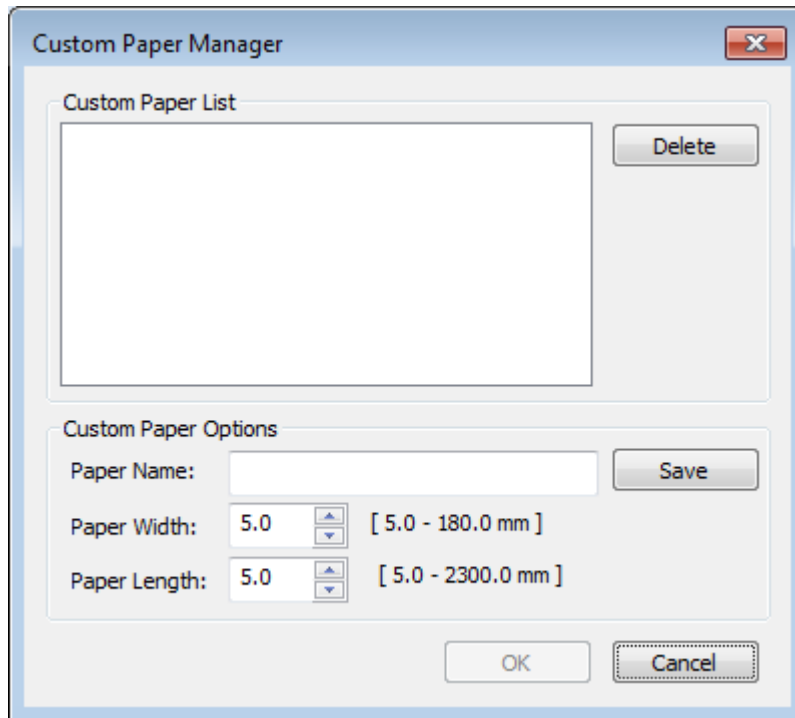 Custom Paper Manager
Custom Paper List
Delete
Custom Paper Options
Paper Name:
Save
Paper Width: 5.0 [ 5.0 - 180.0 mm ]
Paper Length: 5.0 [ 5.0 - 2300.0 mm ]
OK Cancel